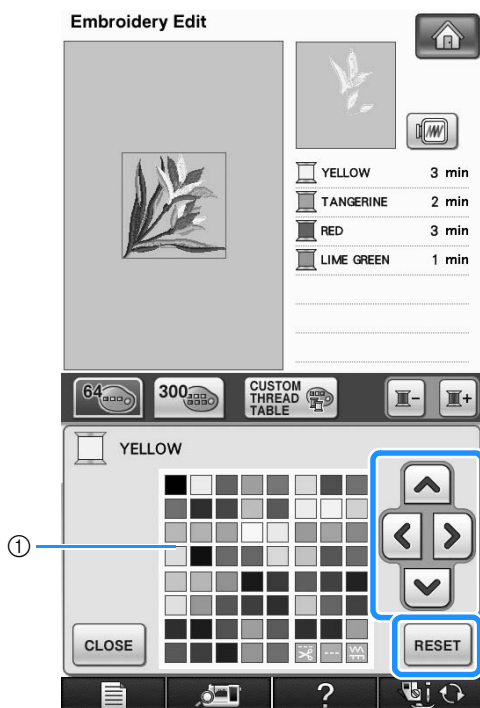 Embroidery Edit
YELLOW 3 min
TANGERINE 2 min
RED 3 min
LIME GREEN 1 min
64
300
CUSTOM
THREAD
TABLE
-
+
YELLOW
①
CLOSE
RESET
?